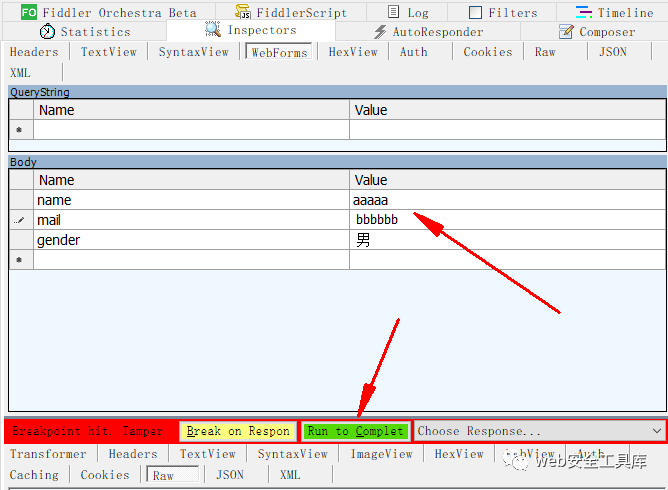 FO Fiddler Orchestra Beta JS FiddlerScript Log Filters Timeline
Statistics Inspectors AutoResponder Composer
Headers TextView SyntaxView WebForms HexView Auth Cookies Raw JSON
XML
QueryString
Name Value
*
Body
Name Value
name aaaaa
mail bbbbbb
gender 男
*
Breakpoint hit. Tamper Break on Respon Run to Complet Choose Response...
Transformer Headers TextView SyntaxView ImageView HexView WebView Auth
Caching Cookies Raw JSON XML
web安全工具库